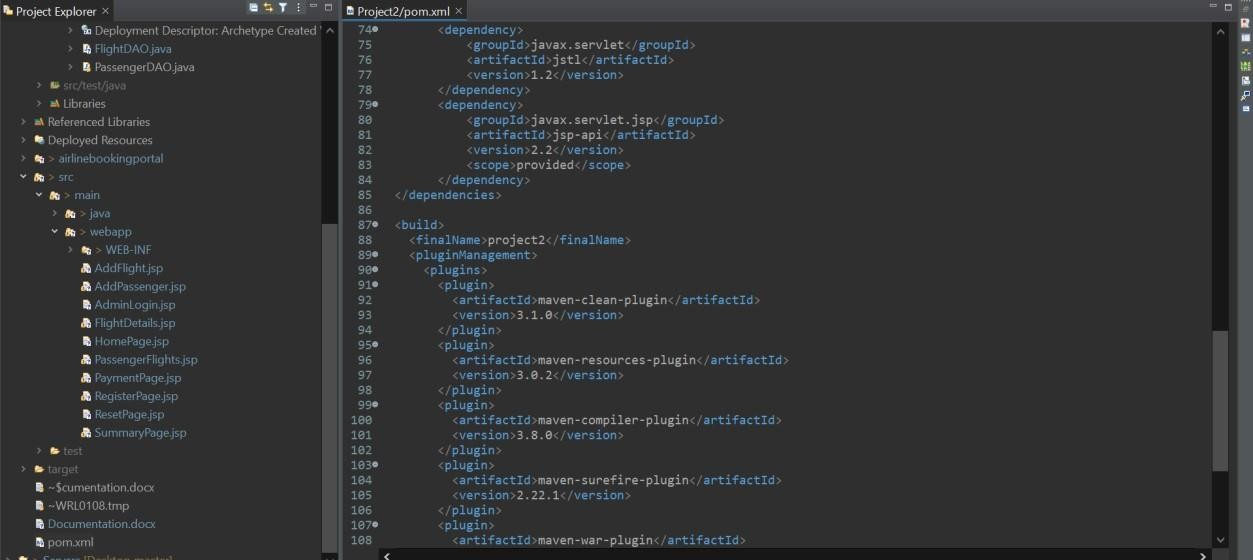 Project Explorer
Deployment Descriptor: Archetype Created
FlightDAO.java
PassengerDAO.java
src/test/java
Libraries
Referenced Libraries
Deployed Resources
> airlinebookingportal
> src
> main
> java
> webapp
> WEB-INF
AddFlight.jsp
AddPassenger.jsp
AdminLogin.jsp
FlightDetails.jsp
HomePage.jsp
PassengerFlights.jsp
PaymentPage.jsp
RegisterPage.jsp
ResetPage.jsp
SummaryPage.jsp
test
target
~$cumentation.docx
~WRL0108.tmp
Documentation.docx
pom.xml
Servers [Desktop master]
Project2/pom.xml
74 <dependency>
75 <groupId>javax.servlet</groupId>
76 <artifactId>jstl</artifactId>
77 <version>1.2</version>
78 </dependency>
79 <dependency>
80 <groupId>javax.servlet.jsp</groupId>
81 <artifactId>jsp-api</artifactId>
82 <version>2.2</version>
83 <scope>provided</scope>
84 </dependency>
85 </dependencies>
86
87 <build>
88 <finalName>project2</finalName>
89 <pluginManagement>
90 <plugins>
91 <plugin>
92 <artifactId>maven-clean-plugin</artifactId>
93 <version>3.1.0</version>
94 </plugin>
95 <plugin>
96 <artifactId>maven-resources-plugin</artifactId>
97 <version>3.0.2</version>
98 </plugin>
99 <plugin>
100 <artifactId>maven-compiler-plugin</artifactId>
101 <version>3.8.0</version>
102 </plugin>
103 <plugin>
104 <artifactId>maven-surefire-plugin</artifactId>
105 <version>2.22.1</version>
106 </plugin>
107 <plugin>
108 <artifactId>maven-war-plugin</artifactId>